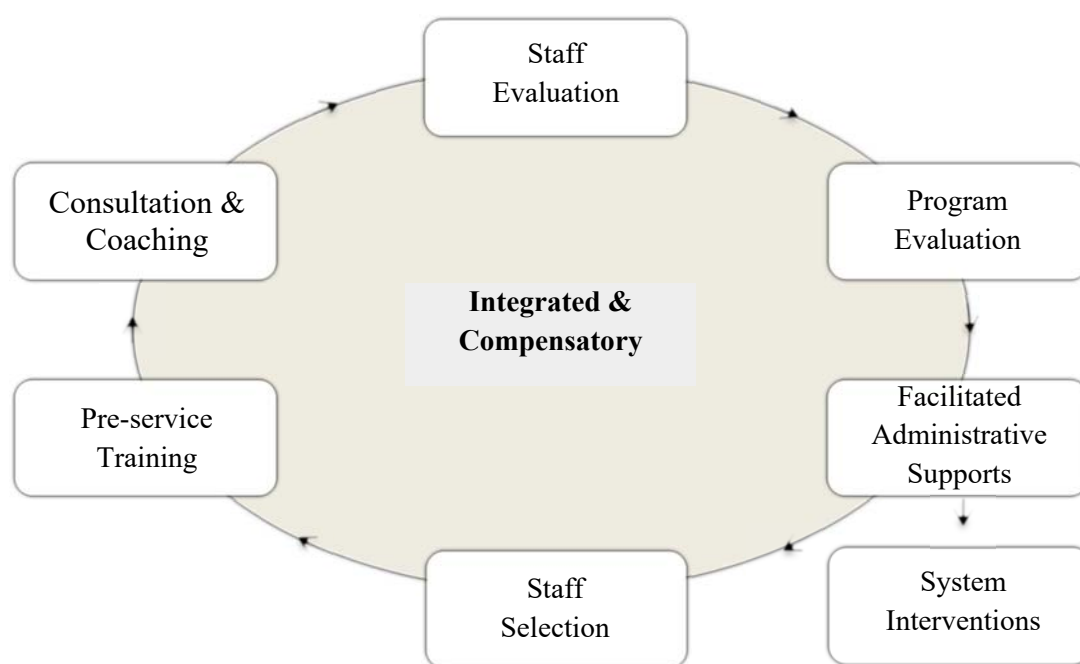 Staff
Evaluation
Consultation &
Coaching
Program
Evaluation
Integrated &
Compensatory
Pre-service
Training
Facilitated
Administrative
Supports
Staff
Selection
System
Interventions